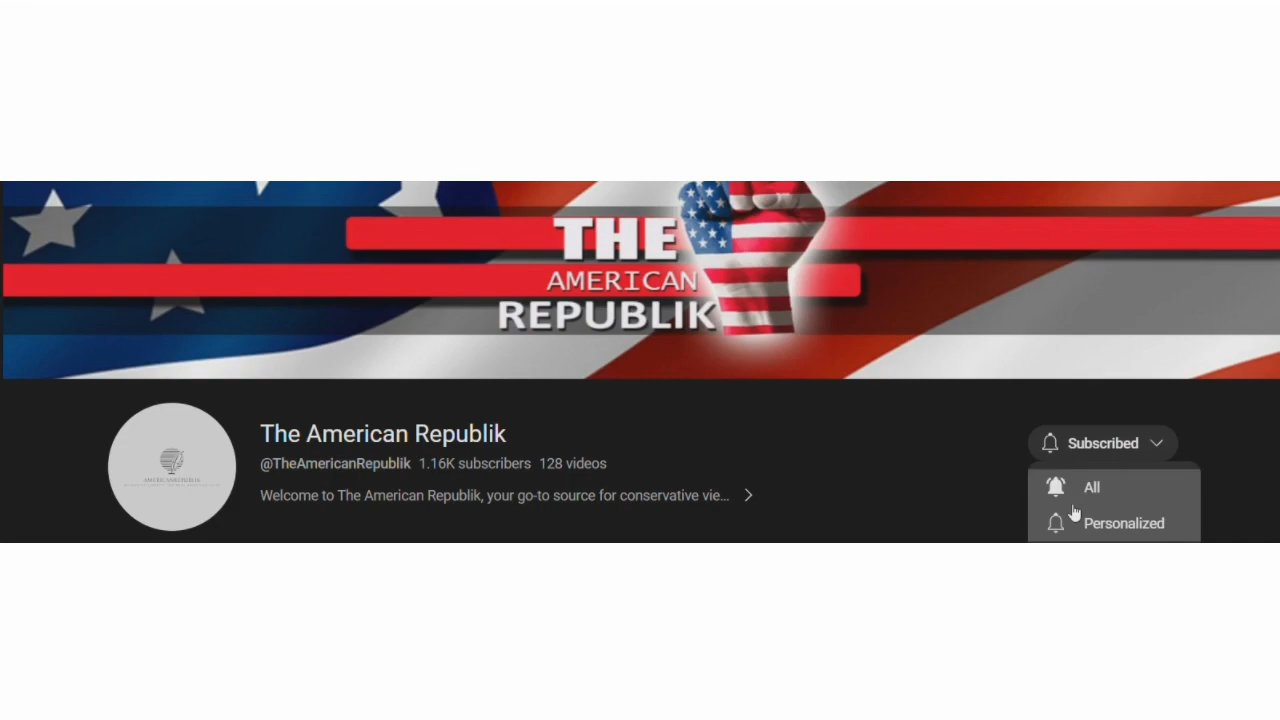 THE
AMERICAN
REPUBLIK
The American Republik
@TheAmericanRepublik 1.16K subscribers 128 videos
Welcome to The American Republik, your go-to source for conservative vie...
Subscribed
All
Personalized
AMERICANREPUBLIK